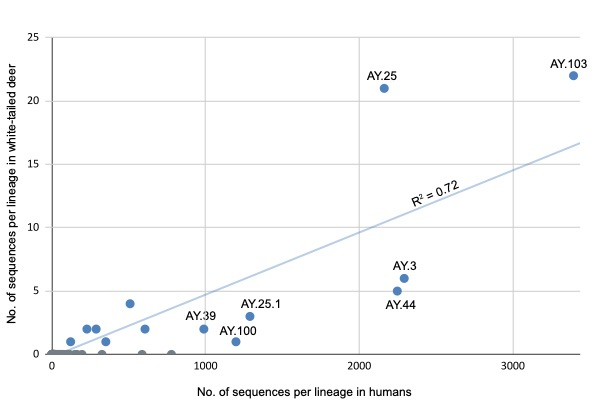 25
AY.103
AY.25
20
15
R² = 0.72
10
AY.3
5
AY.44
AY.25.1
AY.39
AY.100
0
0 1000 2000 3000
No. of sequences per lineage in white-tailed deer
No. of sequences per lineage in humans